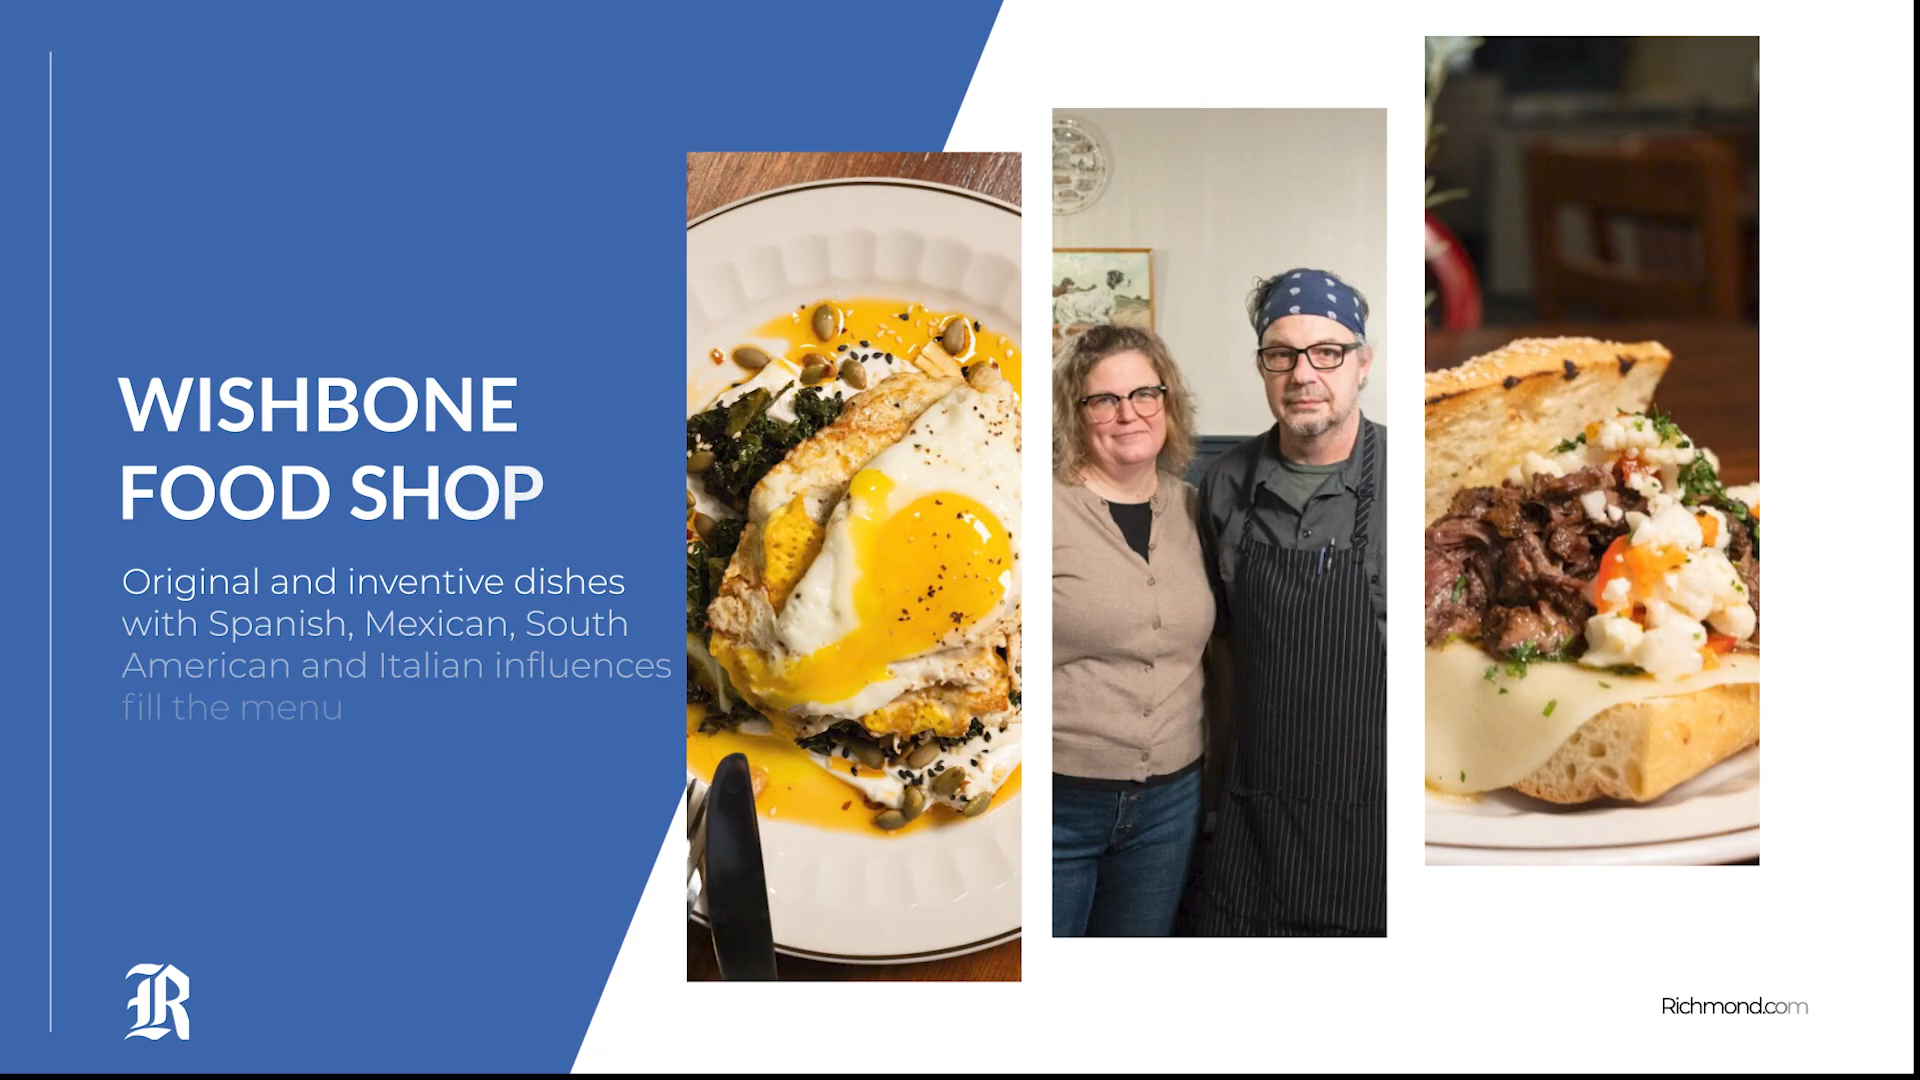 WISHBONE
FOOD SHOP
Original and inventive dishes
with Spanish, Mexican, South
American and Italian influences
fill the menu
R
Richmond.com